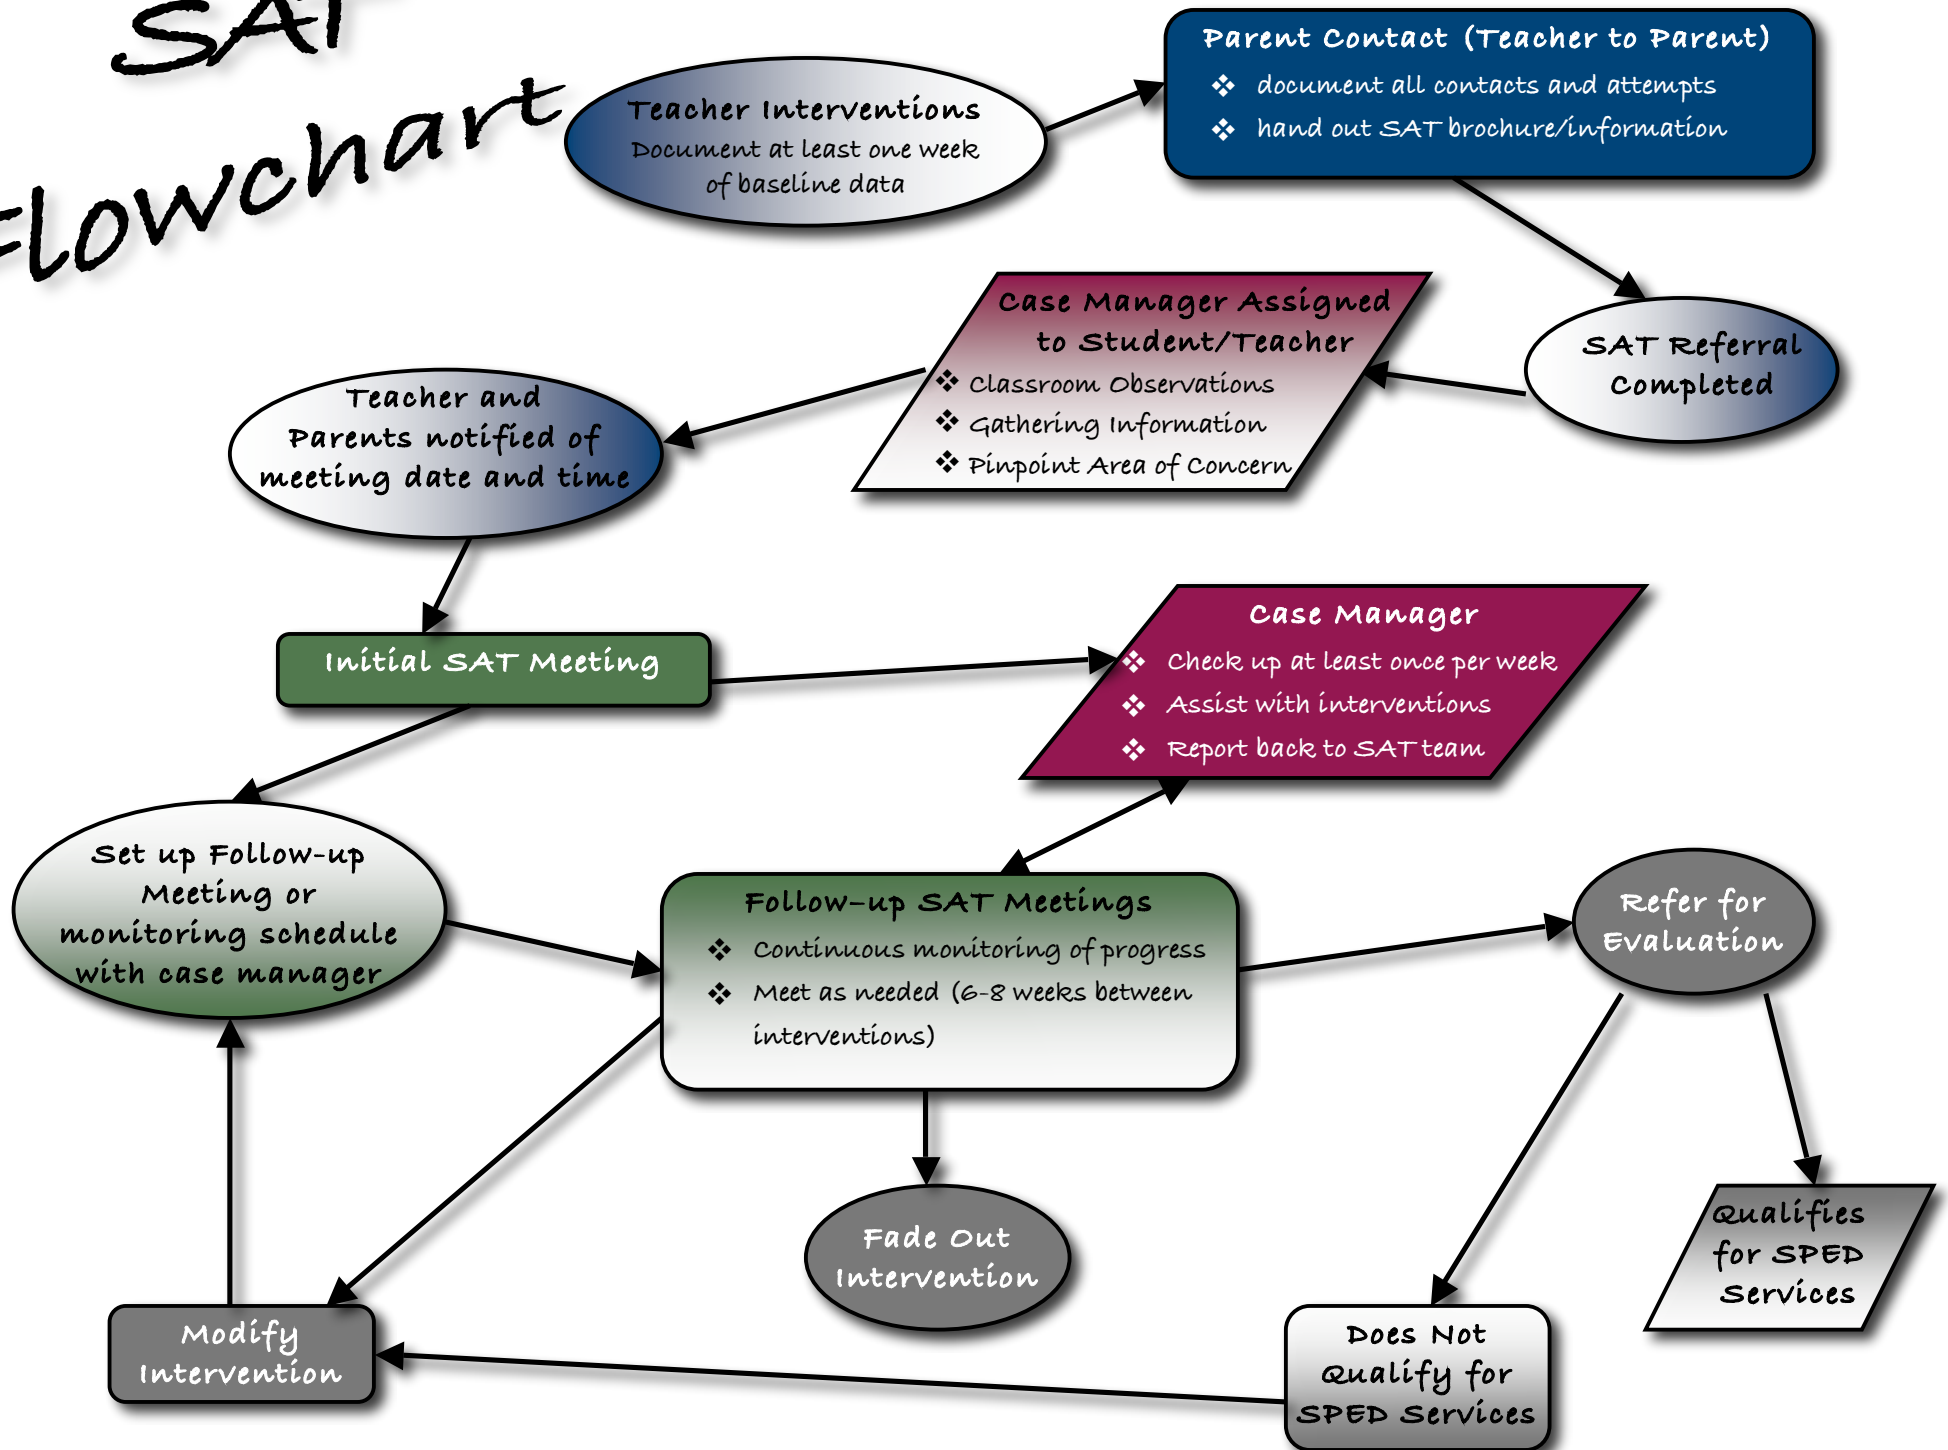 SAT
Flowchart
Teacher Interventions
Document at least one week
of baseline data
Parent Contact (Teacher to Parent)
❖ document all contacts and attempts
❖ hand out SAT brochure/information
SAT Referral
Completed
Case Manager Assigned
to Student/Teacher
❖ Classroom Observations
❖ Gathering Information
❖ Pinpoint Area of Concern
Teacher and
Parents notified of
meeting date and time
Initial SAT Meeting
Case Manager
❖ Check up at least once per week
❖ Assist with interventions
❖ Report back to SAT team
Set up Follow-up
Meeting or
monitoring schedule
with case manager
Follow-up SAT Meetings
❖ Continuous monitoring of progress
❖ Meet as needed (6-8 weeks between
interventions)
Refer for
Evaluation
Fade Out
Intervention
Qualifies
for SPED
Services
Modify
Intervention
Does Not
Qualify for
SPED Services